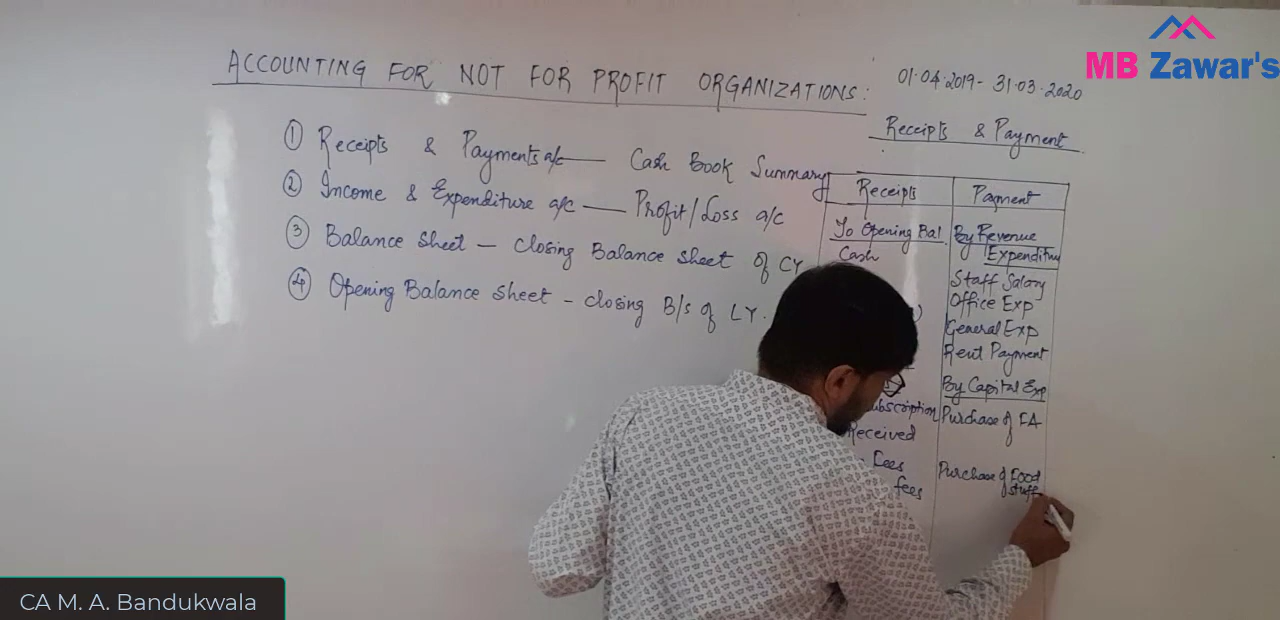 MB Zawar's
ACCOUNTING FOR NOT FOR PROFIT ORGANIZATIONS:
01.04.2019 - 31.03.2020
① Receipts & Payments a/c — Cash Book Summary
② Income & Expenditure a/c — Profit/Loss a/c
③ Balance Sheet - Closing Balance Sheet of CY
④ Opening Balance Sheet - Closing B/s of LY.
Receipts & Payment
Receipts
To Opening Bal.
Cash
Received
Fees
fees
Payment
By Revenue
Expenditure
Staff Salary
Office Exp
General Exp
Rent Payment
By Capital Exp
Purchase of FA
Purchase of Food
stuff
CA M. A. Bandukwala